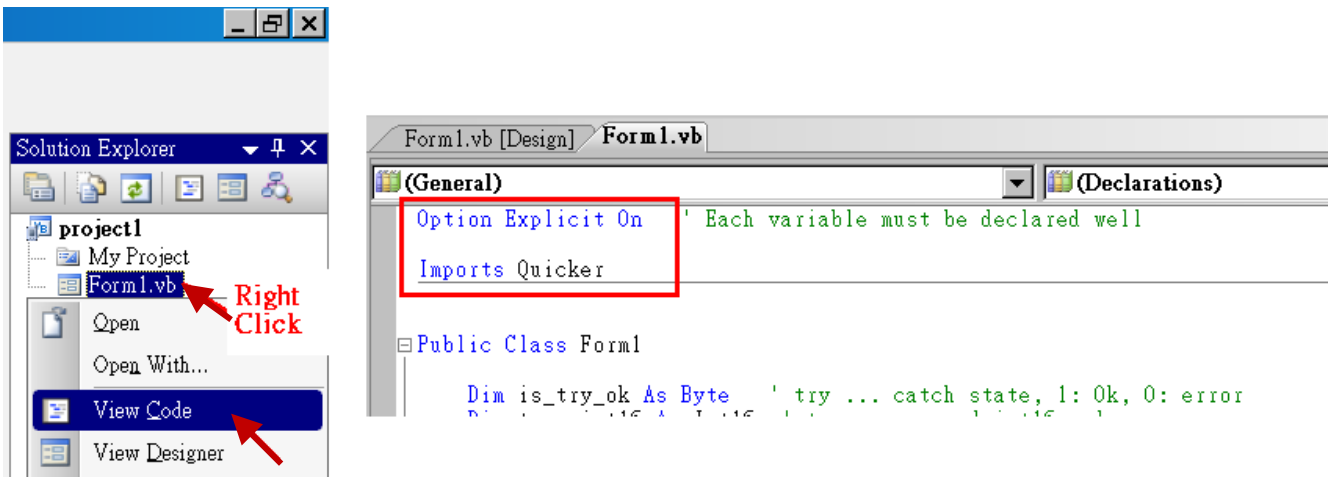 Solution Explorer
project1
My Project
Form1.vb
Right
Click
Open
Open With...
View Code
View Designer
Form1.vb [Design]
Form1.vb
(General)
(Declarations)
Option Explicit On ' Each variable must be declared well
Imports Quicker
Public Class Form1
Dim is_try_ok As Byte ' try ... catch state, 1: Ok, 0: error